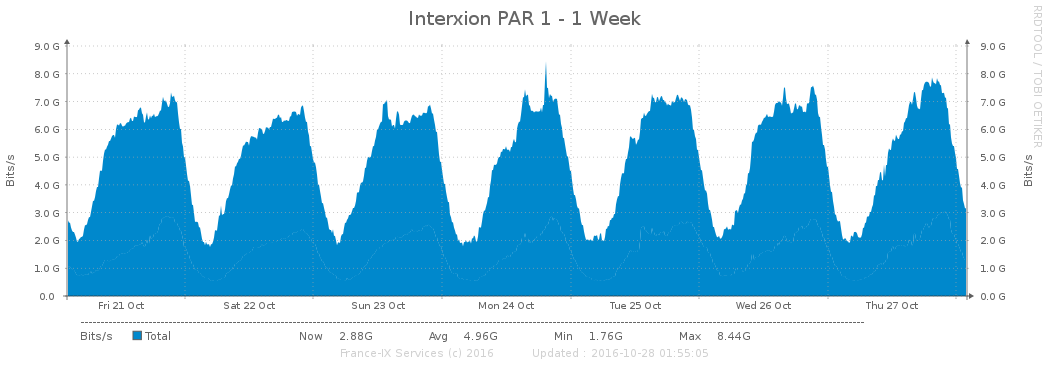 Interxion PAR 1 - 1 Week
RRDTOOL / TOBI OETIKER
Bits/s
9.0 G 9.0 G
8.0 G 8.0 G
7.0 G 7.0 G
6.0 G 6.0 G
5.0 G 5.0 G
4.0 G 4.0 G
3.0 G 3.0 G
2.0 G 2.0 G
1.0 G 1.0 G
0.0 0.0 G
Bits/s
Fri 21 Oct Sat 22 Oct Sun 23 Oct Mon 24 Oct Tue 25 Oct Wed 26 Oct Thu 27 Oct
Bits/s Total Now 2.88G Avg 4.96G Min 1.76G Max 8.44G
France-IX Services (c) 2016 Updated : 2016-10-28 01:55:05